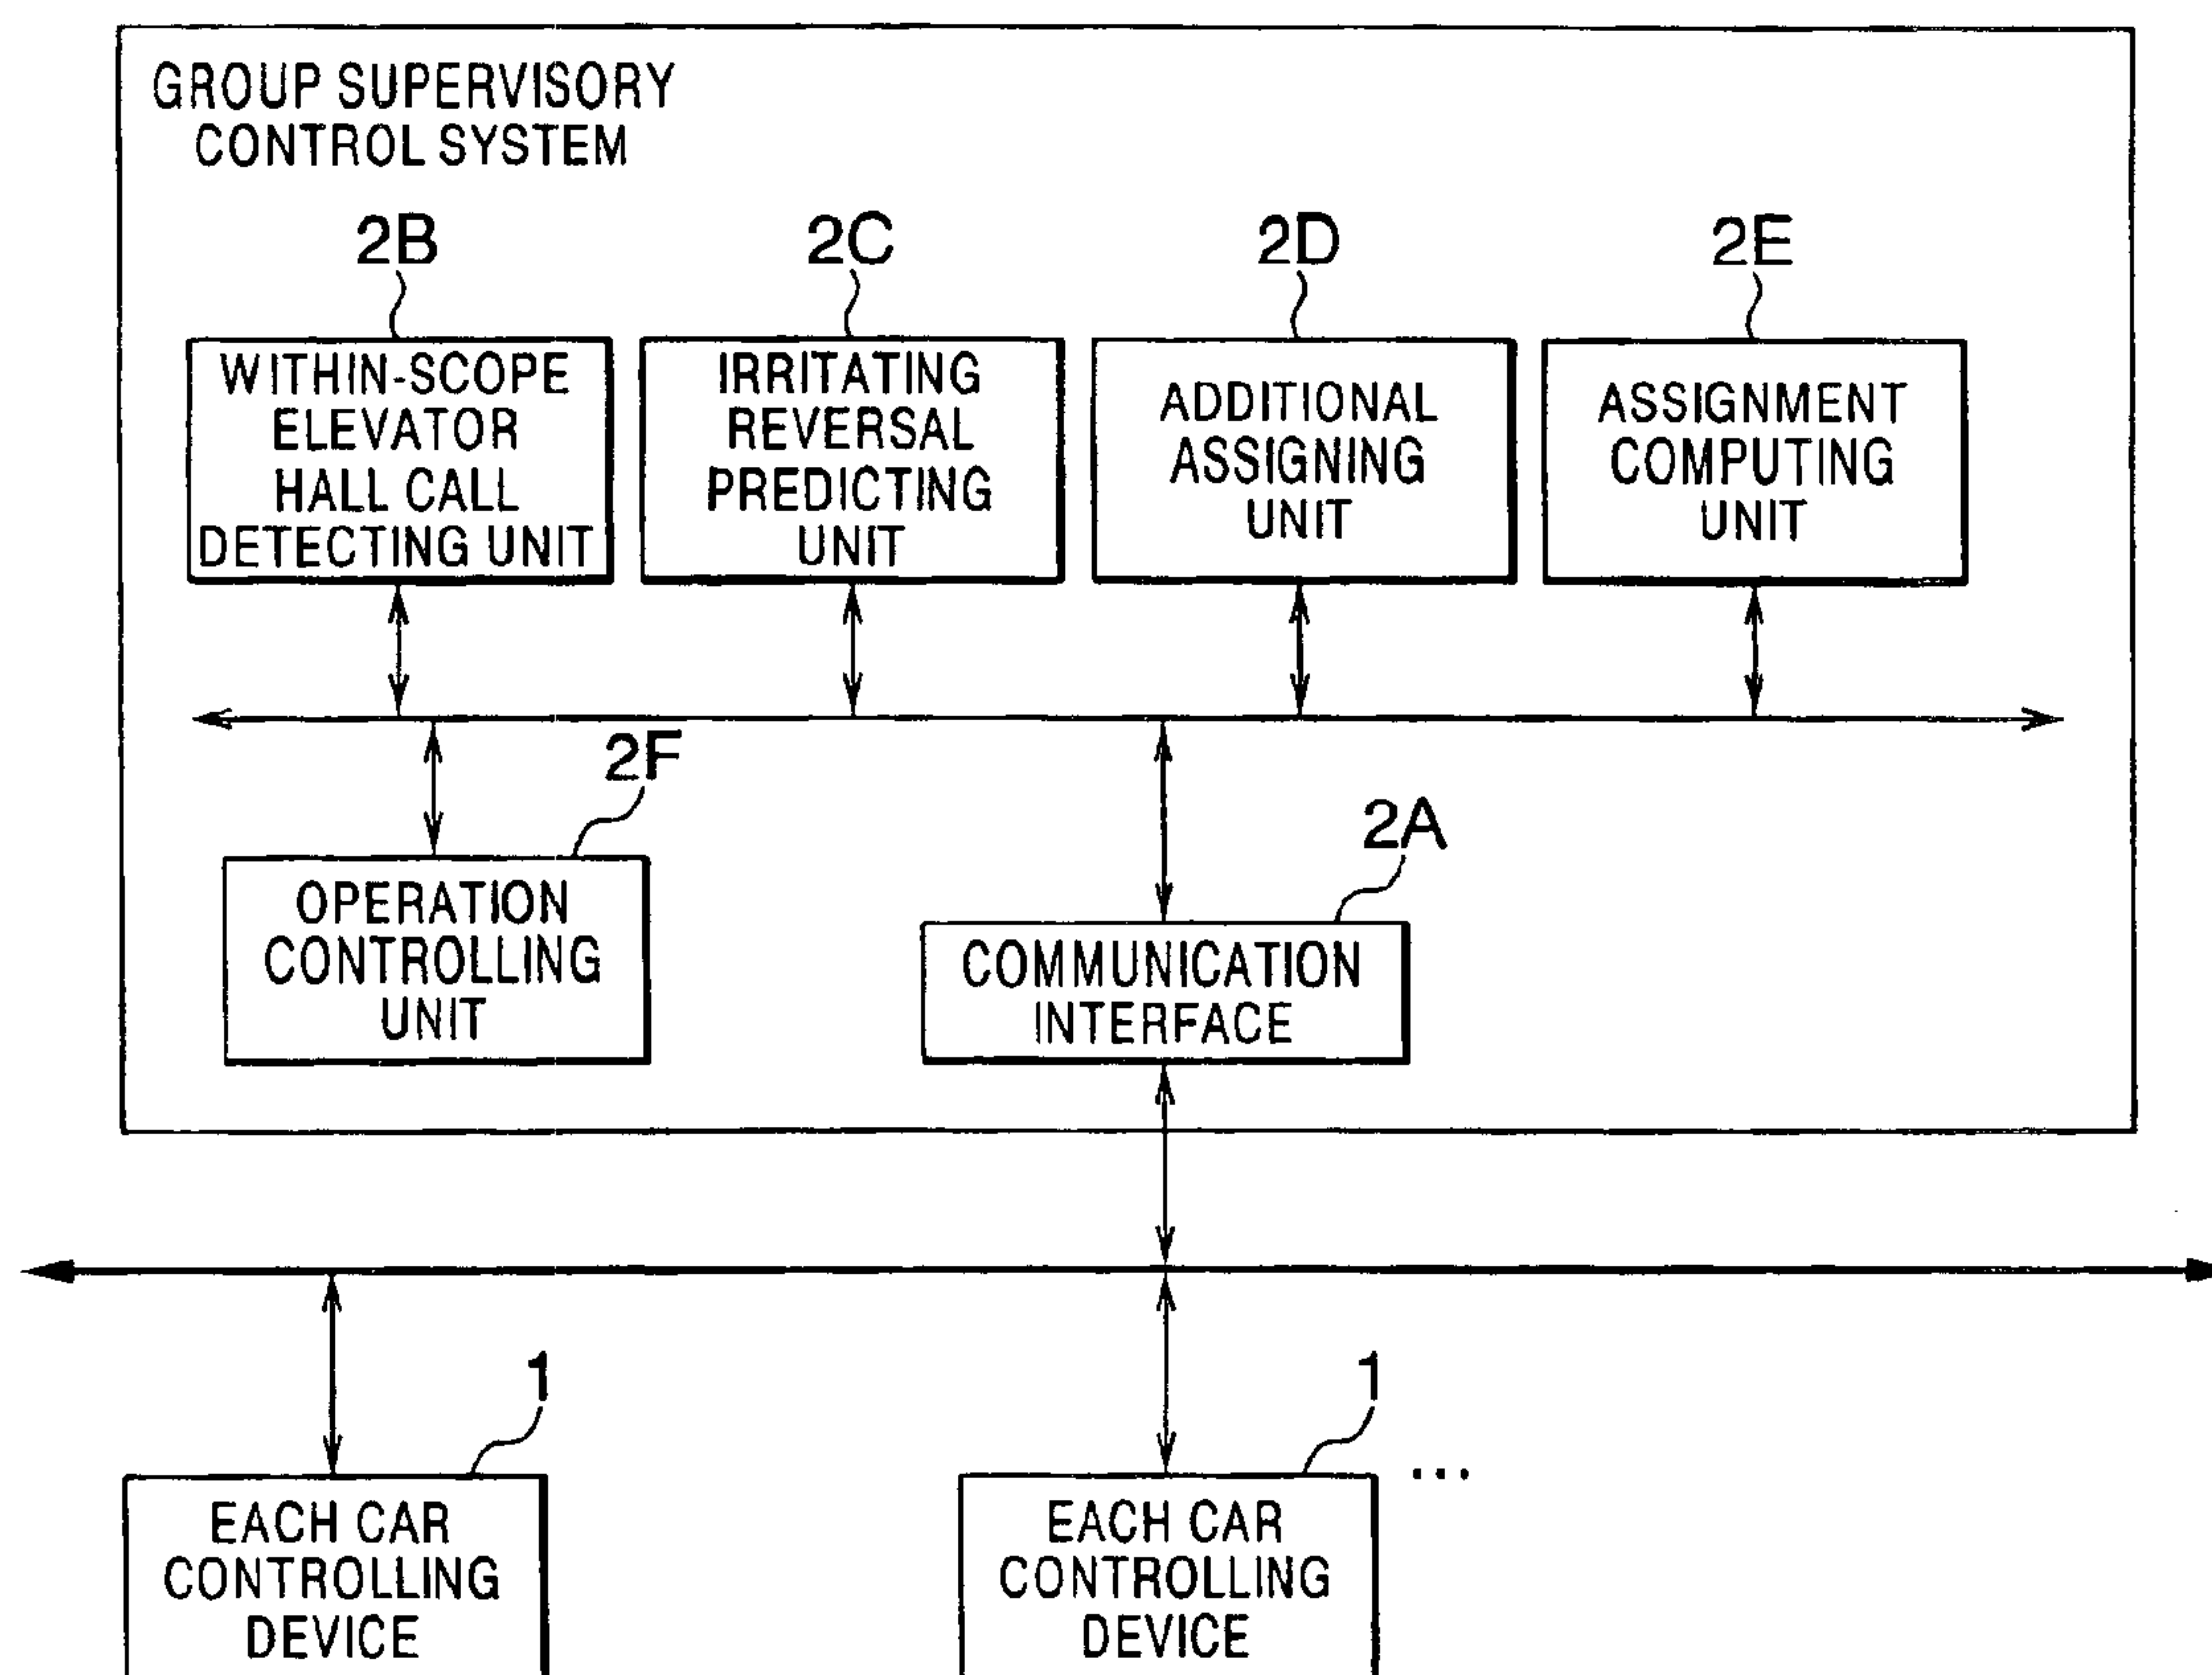 GROUP SUPERVISORY
CONTROL SYSTEM
2B
2C
2D
2E
WITHIN-SCOPE
ELEVATOR
HALL CALL
DETECTING UNIT
IRRITATING
REVERSAL
PREDICTING
UNIT
ADDITIONAL
ASSIGNING
UNIT
ASSIGNMENT
COMPUTING
UNIT
2F
2A
OPERATION
CONTROLLING
UNIT
COMMUNICATION
INTERFACE
1
1
EACH CAR
CONTROLLING
DEVICE
EACH CAR
CONTROLLING
DEVICE
...